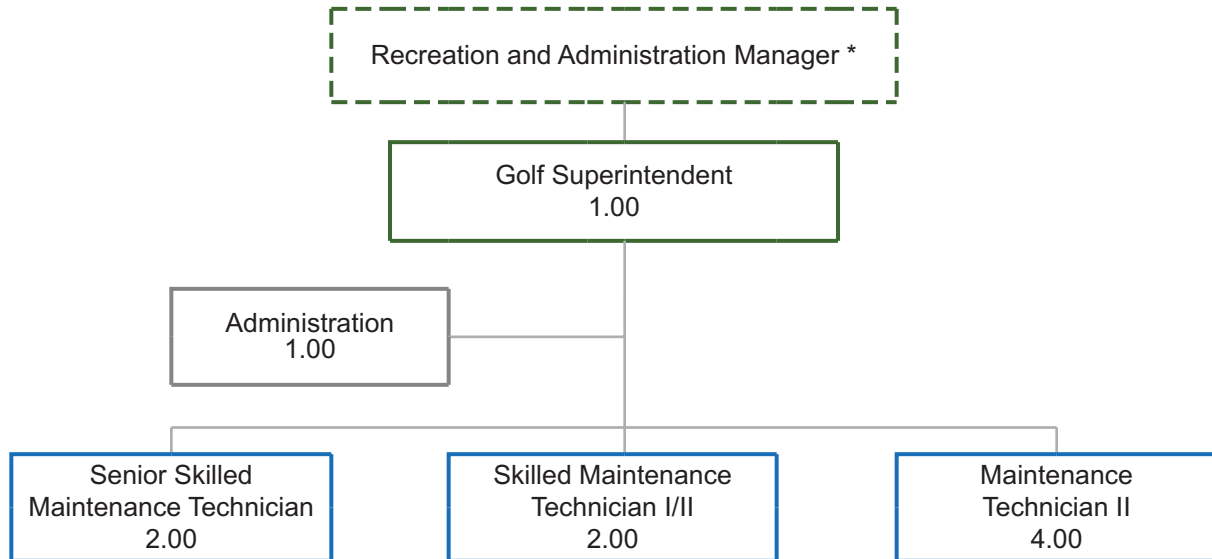 Recreation and Administration Manager *
Golf Superintendent
1.00
Administration
1.00
Senior Skilled
Maintenance Technician
2.00
Skilled Maintenance
Technician I/II
2.00
Maintenance
Technician II
4.00